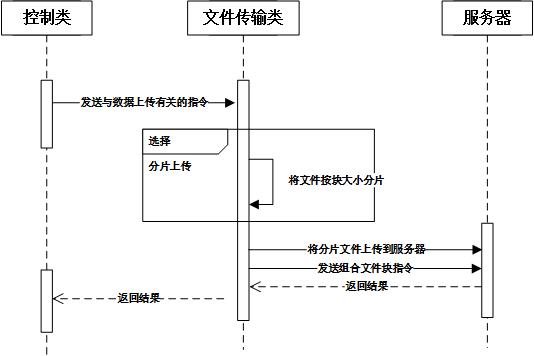 控制类
文件传输类
服务器
发送与数据上传有关的指令
选择
分片上传
将文件按块大小分片
将分片文件上传到服务器
发送组合文件块指令
返回结果
返回结果